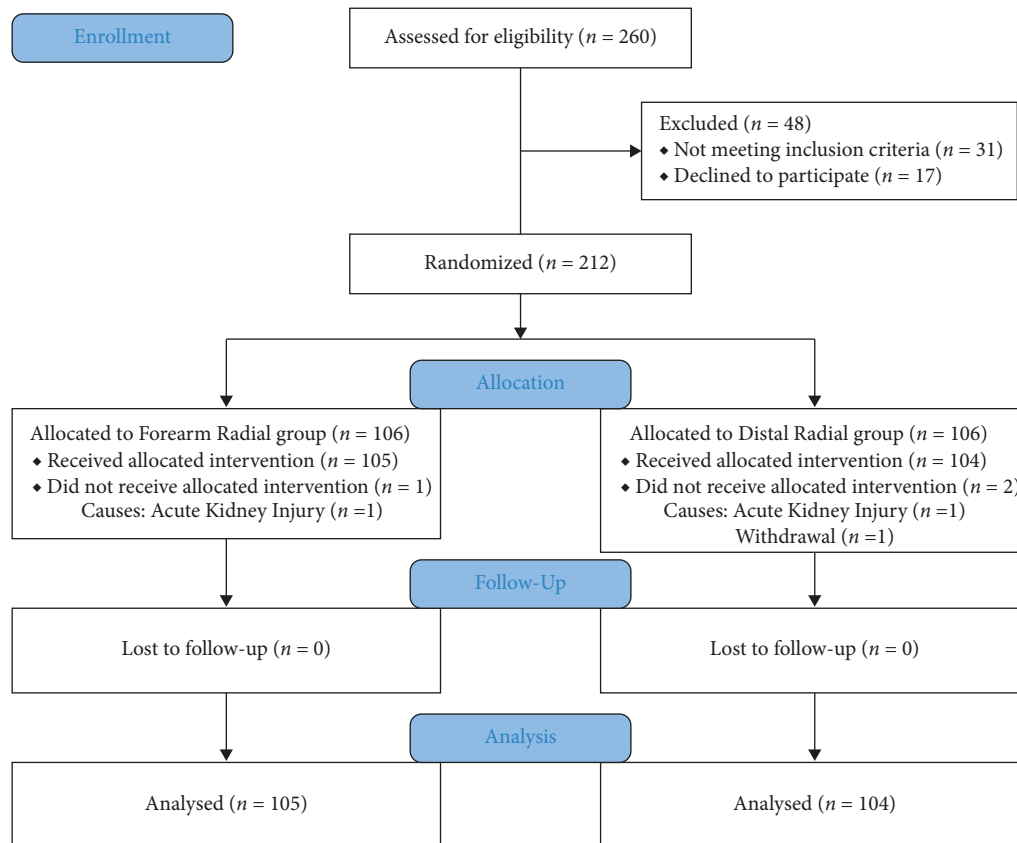 Enrollment
Assessed for eligibility (n = 260)
Excluded (n = 48)
◆ Not meeting inclusion criteria (n = 31)
◆ Declined to participate (n = 17)
Randomized (n = 212)
Allocation
Allocated to Forearm Radial group (n = 106)
◆ Received allocated intervention (n = 105)
◆ Did not receive allocated intervention (n = 1)
Causes: Acute Kidney Injury (n =1)
Allocated to Distal Radial group (n = 106)
◆ Received allocated intervention (n = 104)
◆ Did not receive allocated intervention (n = 2)
Causes: Acute Kidney Injury (n =1)
Withdrawal (n =1)
Follow-Up
Lost to follow-up (n = 0)
Lost to follow-up (n = 0)
Analysis
Analysed (n = 105)
Analysed (n = 104)